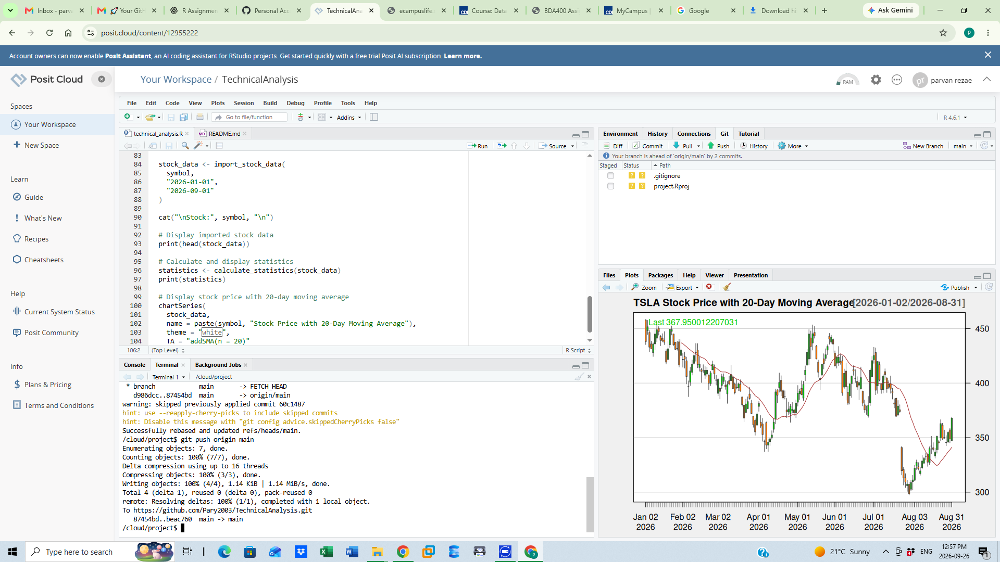 Inbox - parva
Your GitH
R Assignmen
Personal Acc
TechnicalAna
ecampuslife.c
Course: Data
BDA400 Assi
MyCampus |
Google
Download hi
Ask Gemini
posit.cloud/content/12955222
P
Account owners can now enable Posit Assistant, an AI coding assistant for RStudio projects. Get started quickly with a free trial Posit AI subscription. Learn more.
Posit Cloud
Your Workspace / TechnicalAnalysis
RAM
pr
parvan rezae
Spaces
Your Workspace
New Space
Learn
Guide
What's New
Recipes
Cheatsheets
Help
Current System Status
Posit Community
Info
Plans & Pricing
Terms and Conditions
File Edit Code View Plots Session Build Debug Profile Tools Help
Go to file/function
Addins
R 4.6.1
technical_analysis.R
README.md
Run
Source
83
84 stock_data <- import_stock_data(
85 symbol,
86 "2026-01-01",
87 "2026-09-01"
88 )
89
90 cat("\nStock:", symbol, "\n")
91
92 # Display imported stock data
93 print(head(stock_data))
94
95 # Calculate and display statistics
96 statistics <- calculate_statistics(stock_data)
97 print(statistics)
98
99 # Display stock price with 20-day moving average
100 chartSeries(
101 stock_data,
102 name = paste(symbol, "Stock Price with 20-Day Moving Average"),
103 theme = "white",
104 TA = "addSMA(n = 20)"
106:2 (Top Level) R Script
Console Terminal Background Jobs
Terminal 1 /cloud/project
* branch main -> FETCH_HEAD
d986dcc..87454bd main -> origin/main
warning: skipped previously applied commit 60c1487
hint: use --reapply-cherry-picks to include skipped commits
hint: Disable this message with "git config advice.skippedCherryPicks false"
Successfully rebased and updated refs/heads/main.
/cloud/project$ git push origin main
Enumerating objects: 7, done.
Counting objects: 100% (7/7), done.
Delta compression using up to 16 threads
Compressing objects: 100% (3/3), done.
Writing objects: 100% (4/4), 1.14 KiB | 1.14 MiB/s, done.
Total 4 (delta 1), reused 0 (delta 0), pack-reused 0
remote: Resolving deltas: 100% (1/1), completed with 1 local object.
To https://github.com/Pary2003/TechnicalAnalysis.git
87454bd..beac760 main -> main
/cloud/project$
Environment History Connections Git Tutorial
Diff Commit Pull Push History More New Branch main
Your branch is ahead of 'origin/main' by 2 commits.
Staged Status Path
? ? .gitignore
? ? project.Rproj
Files Plots Packages Help Viewer Presentation
Zoom Export Publish
TSLA Stock Price with 20-Day Moving Average [2026-01-02/2026-08-31]
Last 367.950012207031
450
400
350
300
Jan 02 2026
Feb 02 2026
Mar 02 2026
Apr 01 2026
May 01 2026
Jun 01 2026
Jul 01 2026
Aug 03 2026
Aug 31 2026
Type here to search
21°C Sunny
ENG
12:57 PM
2026-09-26
1